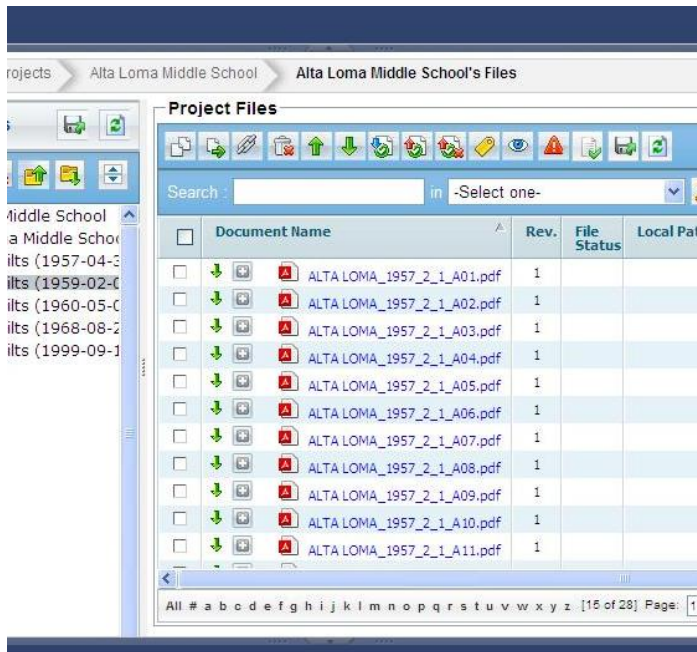 rojects Alta Loma Middle School Alta Loma Middle School's Files
Project Files
Search : in -Select one-
Middle School
a Middle Schoo
ilts (1957-04-3
ilts (1959-02-0
ilts (1960-05-0
ilts (1968-08-2
ilts (1999-09-1
Document Name Rev. File Status Local Pat
ALTA LOMA_1957_2_1_A01.pdf 1
ALTA LOMA_1957_2_1_A02.pdf 1
ALTA LOMA_1957_2_1_A03.pdf 1
ALTA LOMA_1957_2_1_A04.pdf 1
ALTA LOMA_1957_2_1_A05.pdf 1
ALTA LOMA_1957_2_1_A06.pdf 1
ALTA LOMA_1957_2_1_A07.pdf 1
ALTA LOMA_1957_2_1_A08.pdf 1
ALTA LOMA_1957_2_1_A09.pdf 1
ALTA LOMA_1957_2_1_A10.pdf 1
ALTA LOMA_1957_2_1_A11.pdf 1
All # a b c d e f g h i j k l m n o p q r s t u v w x y z [15 of 28] Page: 1